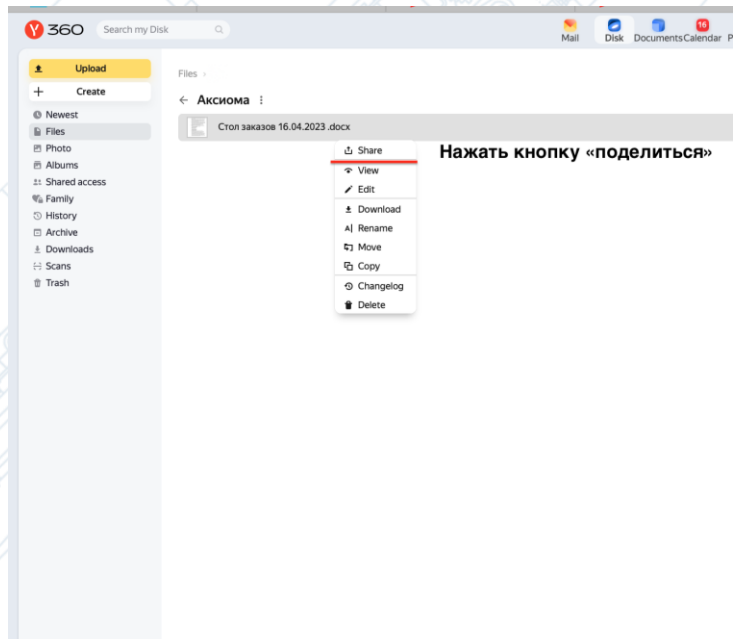 360
Search my Disk
Mail
Disk
Documents
16
Calendar
Upload
Create
Newest
Files
Photo
Albums
Shared access
Family
History
Archive
Downloads
Scans
Trash
Files ›
← Аксиома
Стол заказов 16.04.2023 .docx
Share
View
Edit
Download
Rename
Move
Copy
Changelog
Delete
Нажать кнопку «поделиться»